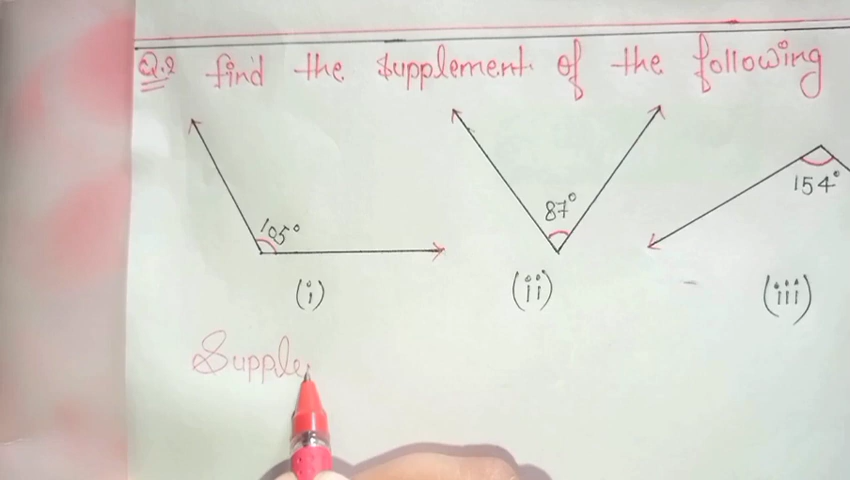 Q.2 find the supplement of the following
105° 87° 154°
(i) (ii) (iii)
Supple